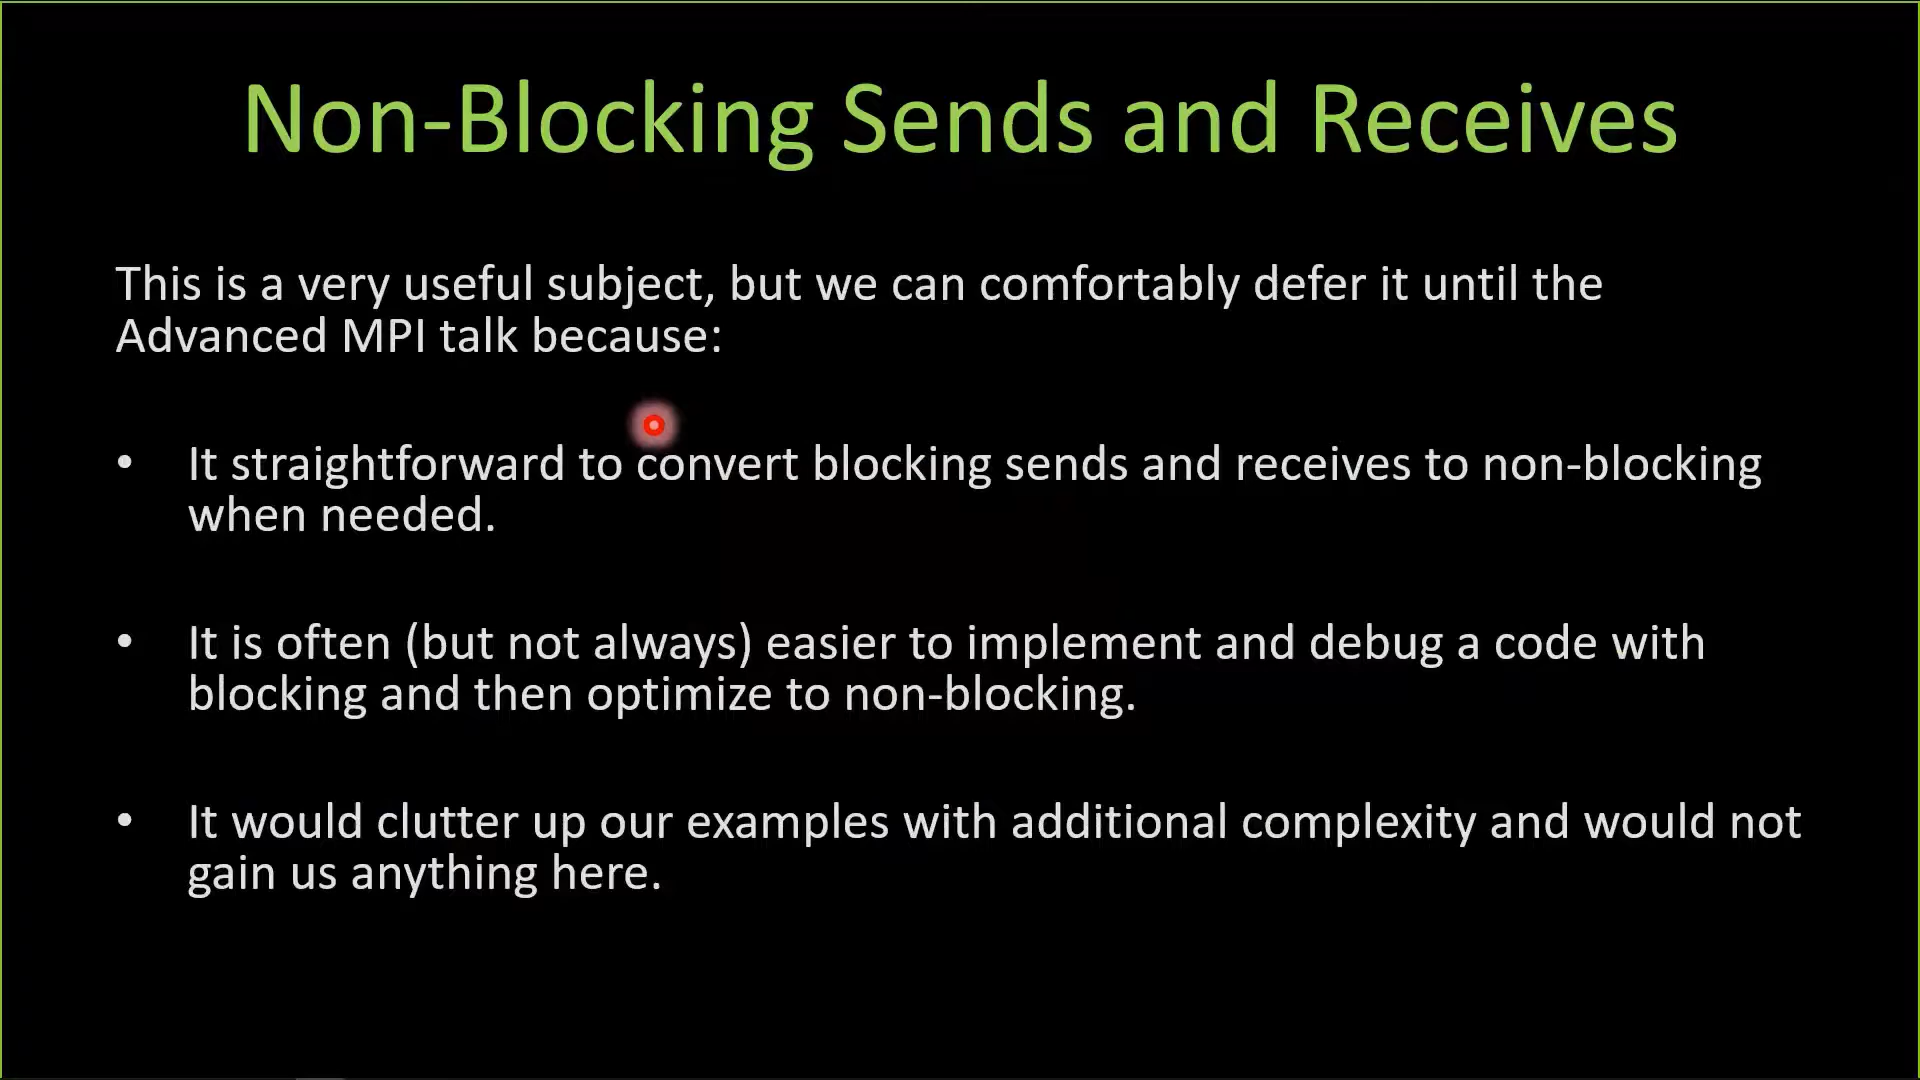 Non-Blocking Sends and Receives
This is a very useful subject, but we can comfortably defer it until the
Advanced MPI talk because:
• It straightforward to convert blocking sends and receives to non-blocking
when needed.
• It is often (but not always) easier to implement and debug a code with
blocking and then optimize to non-blocking.
• It would clutter up our examples with additional complexity and would not
gain us anything here.